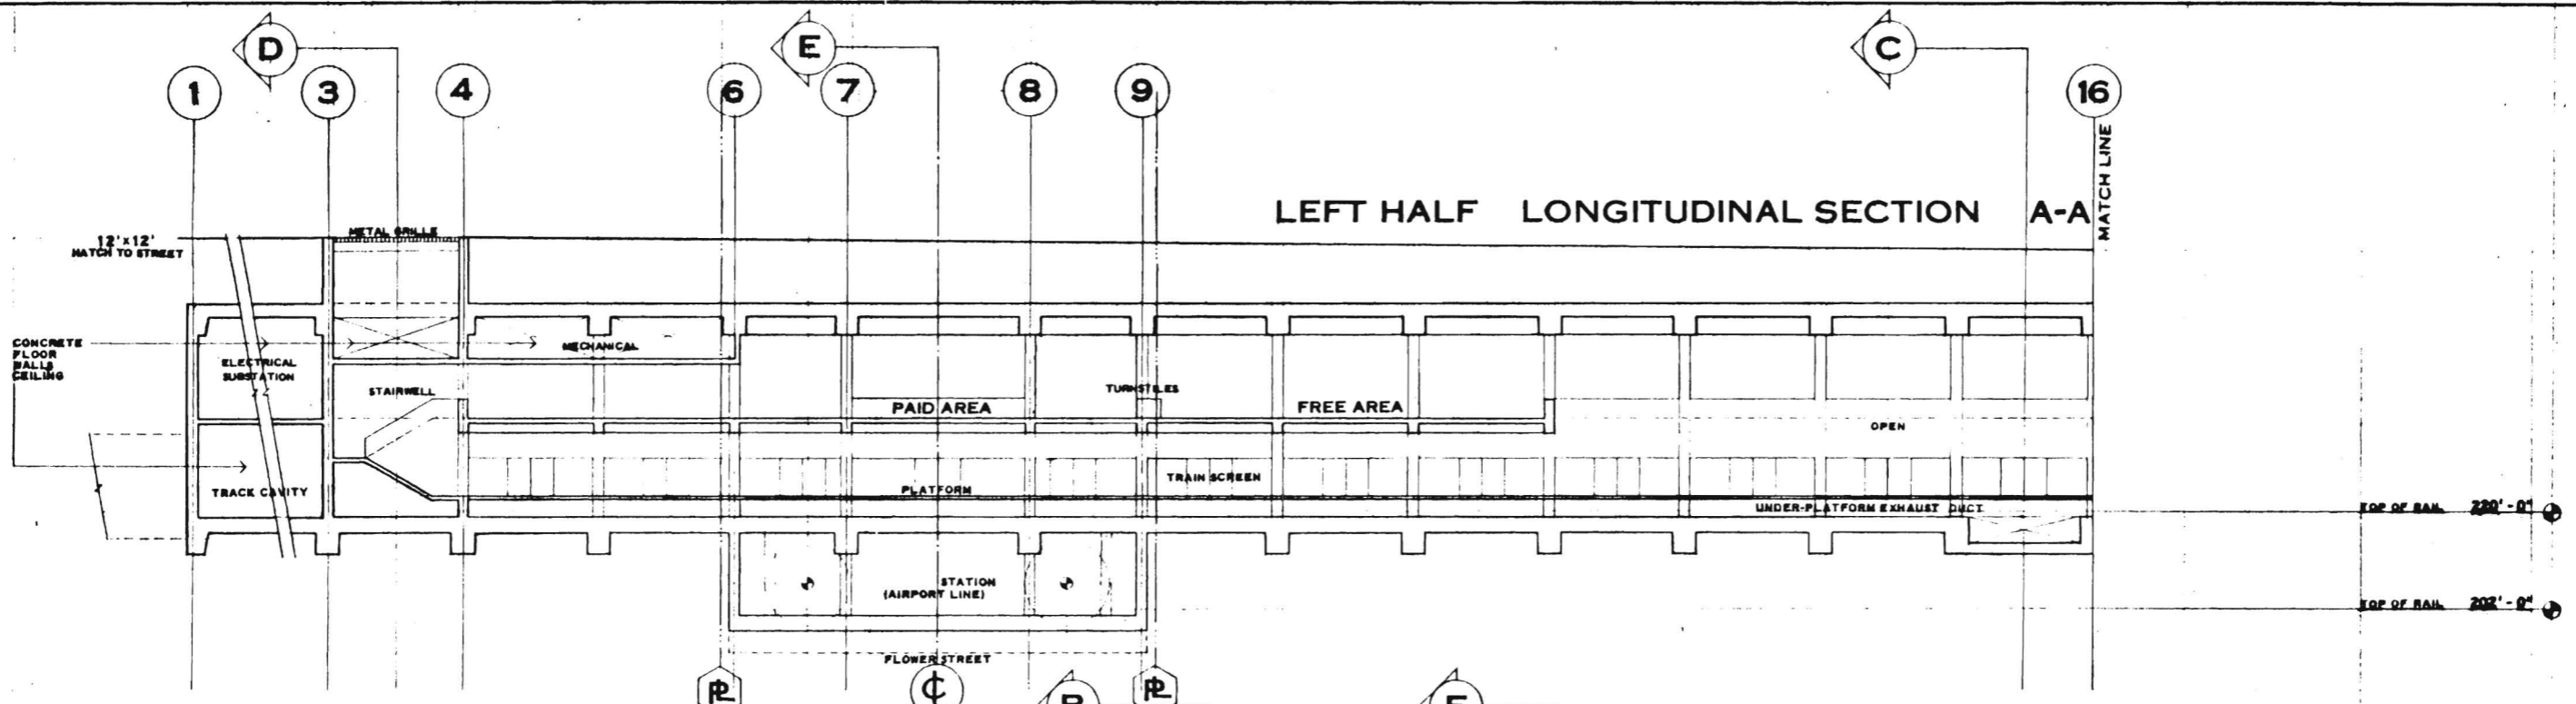 D
E
C
1
3
4
6
7
8
9
16
MATCH LINE
LEFT HALF LONGITUDINAL SECTION A-A
12'x12'
HATCH TO STREET
METAL GRILLE
CONCRETE
FLOOR
WALLS
CEILING
ELECTRICAL
SUBSTATION
MECHANICAL
STAIRWELL
TURNSTILES
PAID AREA
FREE AREA
OPEN
TRACK CAVITY
PLATFORM
TRAIN SCREEN
UNDER-PLATFORM EXHAUST DUCT
TOP OF RAIL 220'-0"
STATION
(AIRPORT LINE)
TOP OF RAIL 202'-0"
FLOWER STREET
PL
CL
PL